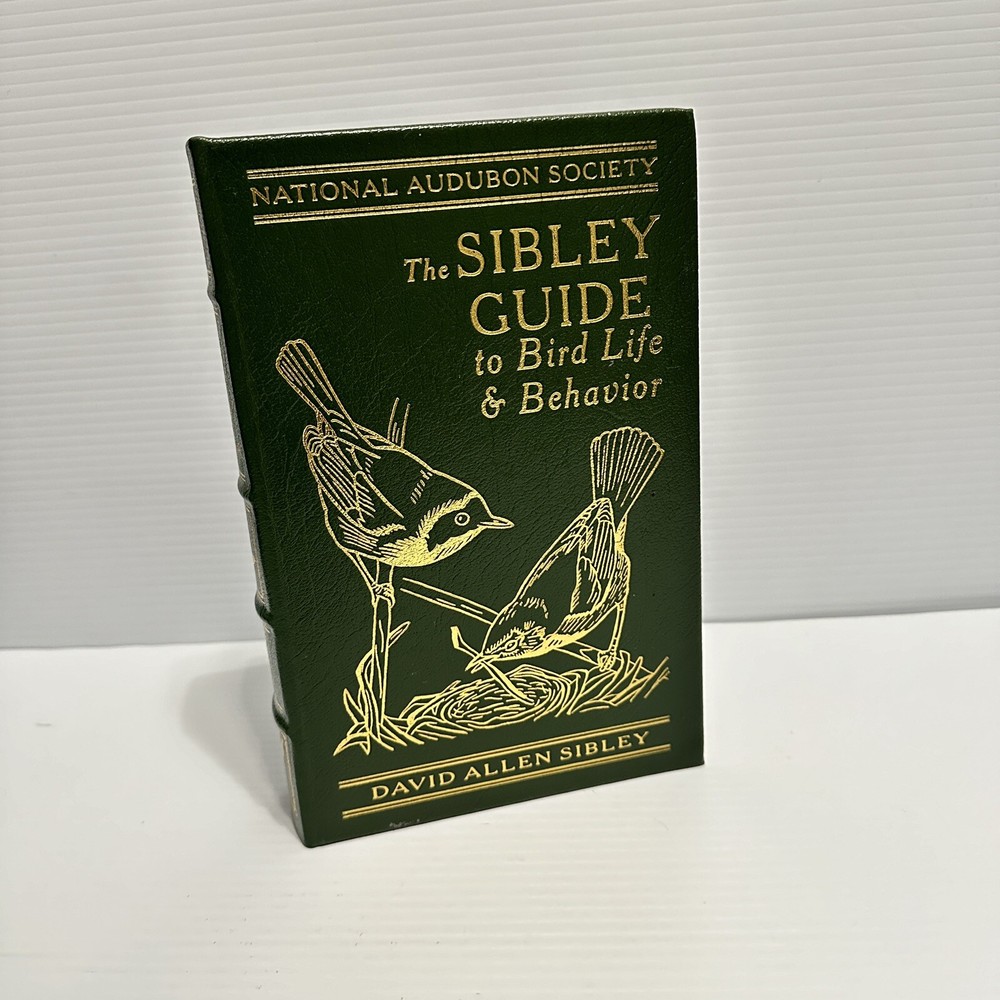 NATIONAL AUDUBON SOCIETY
The SIBLEY
GUIDE
to Bird Life
& Behavior
DAVID ALLEN SIBLEY